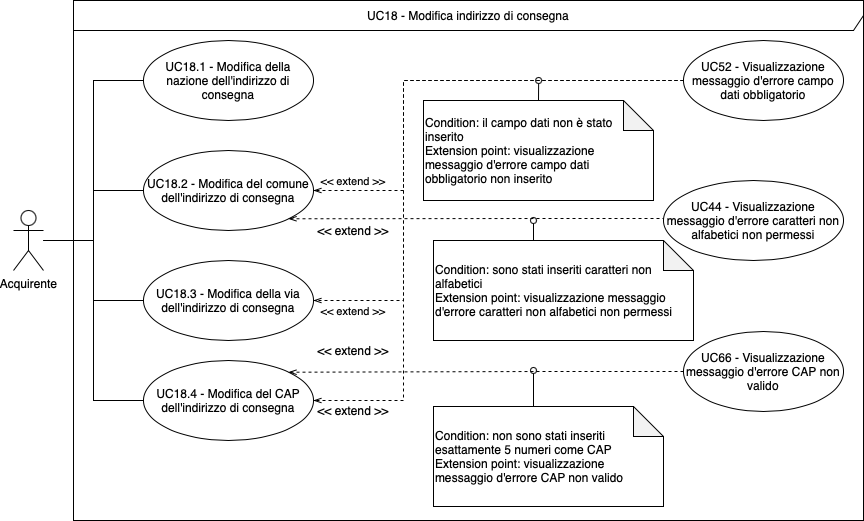 UC18 - Modifica indirizzo di consegna
UC18.1 - Modifica della
nazione dell'indirizzo di
consegna
UC52 - Visualizzazione
messaggio d'errore campo
dati obbligatorio
Condition: il campo dati non è stato
inserito
Extension point: visualizzazione
messaggio d'errore campo dati
obbligatorio non inserito
UC18.2 - Modifica del comune
dell'indirizzo di consegna
<< extend >>
UC44 - Visualizzazione
messaggio d'errore caratteri non
alfabetici non permessi
<< extend >>
Acquirente
Condition: sono stati inseriti caratteri non
alfabetici
Extension point: visualizzazione messaggio
d'errore caratteri non alfabetici non permessi
UC18.3 - Modifica della via
dell'indirizzo di consegna
<< extend >>
<< extend >>
UC66 - Visualizzazione
messaggio d'errore CAP non
valido
UC18.4 - Modifica del CAP
dell'indirizzo di consegna
<< extend >>
Condition: non sono stati inseriti
esattamente 5 numeri come CAP
Extension point: visualizzazione
messaggio d'errore CAP non valido